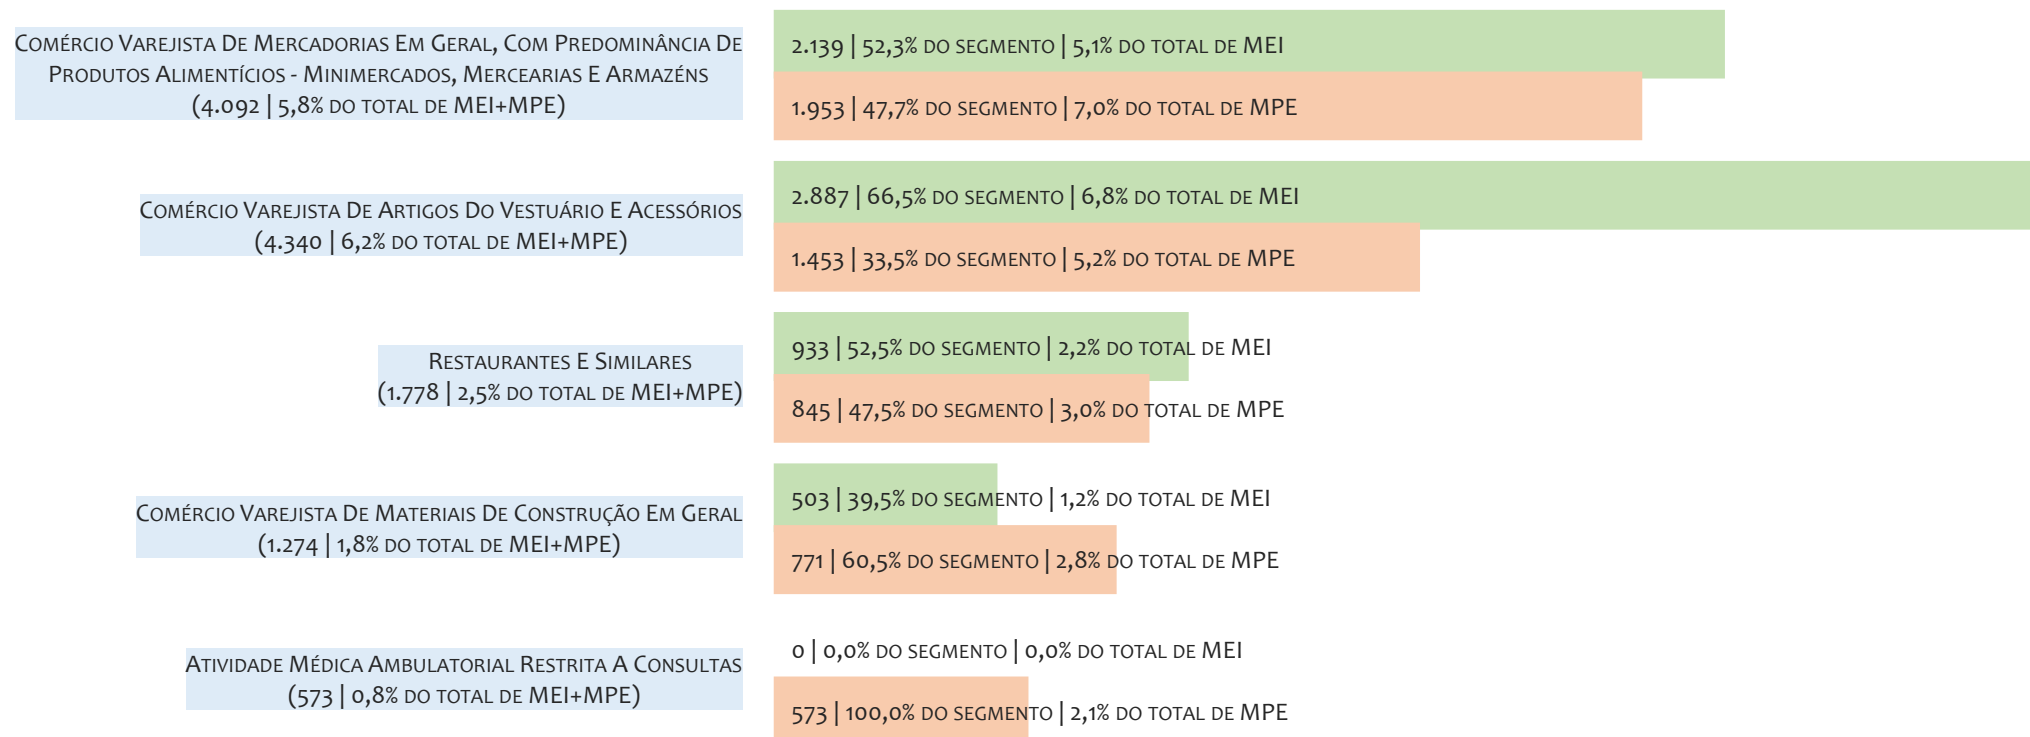 Comércio Varejista De Mercadorias Em Geral, Com Predominância De
Produtos Alimentícios - Minimercados, Mercearias E Armazéns
(4.092 | 5,8% do total de MEI+MPE)
2.139 | 52,3% do segmento | 5,1% do total de MEI
1.953 | 47,7% do segmento | 7,0% do total de MPE
Comércio Varejista De Artigos Do Vestuário E Acessórios
(4.340 | 6,2% do total de MEI+MPE)
2.887 | 66,5% do segmento | 6,8% do total de MEI
1.453 | 33,5% do segmento | 5,2% do total de MPE
Restaurantes E Similares
(1.778 | 2,5% do total de MEI+MPE)
933 | 52,5% do segmento | 2,2% do total de MEI
845 | 47,5% do segmento | 3,0% do total de MPE
Comércio Varejista De Materiais De Construção Em Geral
(1.274 | 1,8% do total de MEI+MPE)
503 | 39,5% do segmento | 1,2% do total de MEI
771 | 60,5% do segmento | 2,8% do total de MPE
Atividade Médica Ambulatorial Restrita A Consultas
(573 | 0,8% do total de MEI+MPE)
0 | 0,0% do segmento | 0,0% do total de MEI
573 | 100,0% do segmento | 2,1% do total de MPE